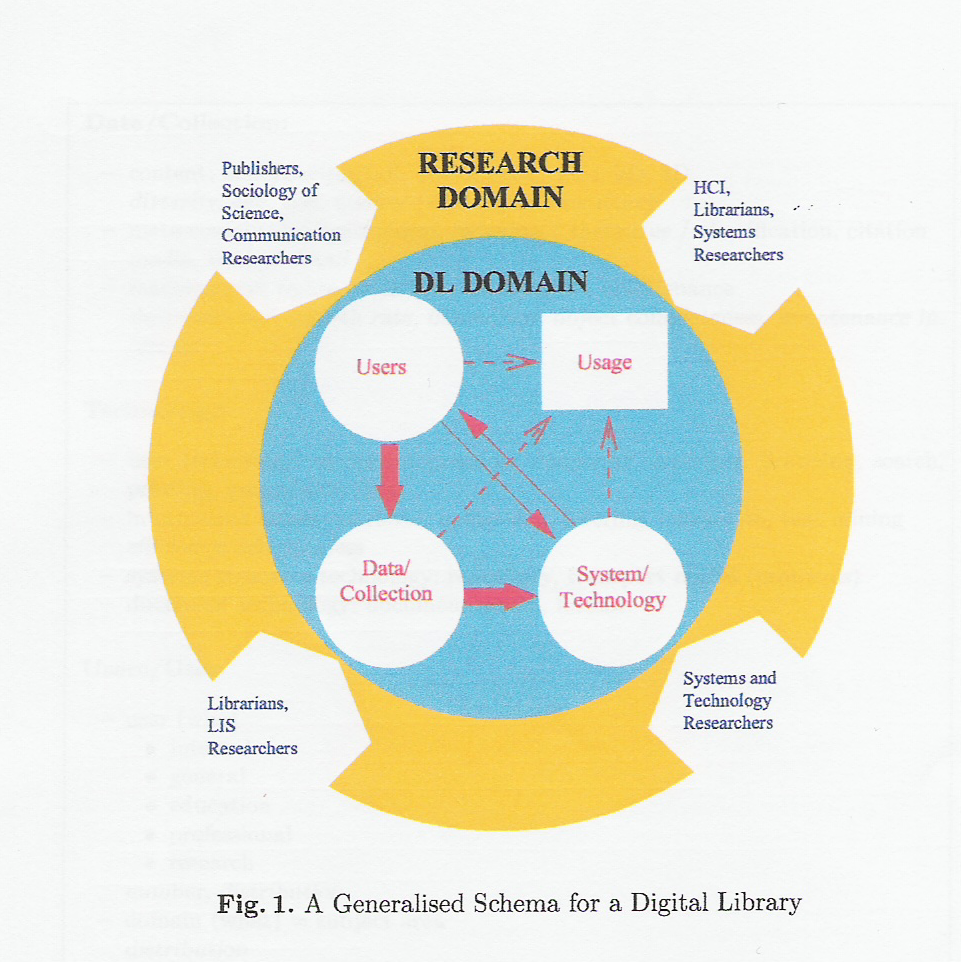 RESEARCH
DOMAIN
Publishers,
Sociology of
Science,
Communication
Researchers
HCI,
Librarians,
Systems
Researchers
DL DOMAIN
Users
Usage
Data/
Collection
System/
Technology
Librarians,
LIS
Researchers
Systems and
Technology
Researchers
Fig. 1. A Generalised Schema for a Digital Library